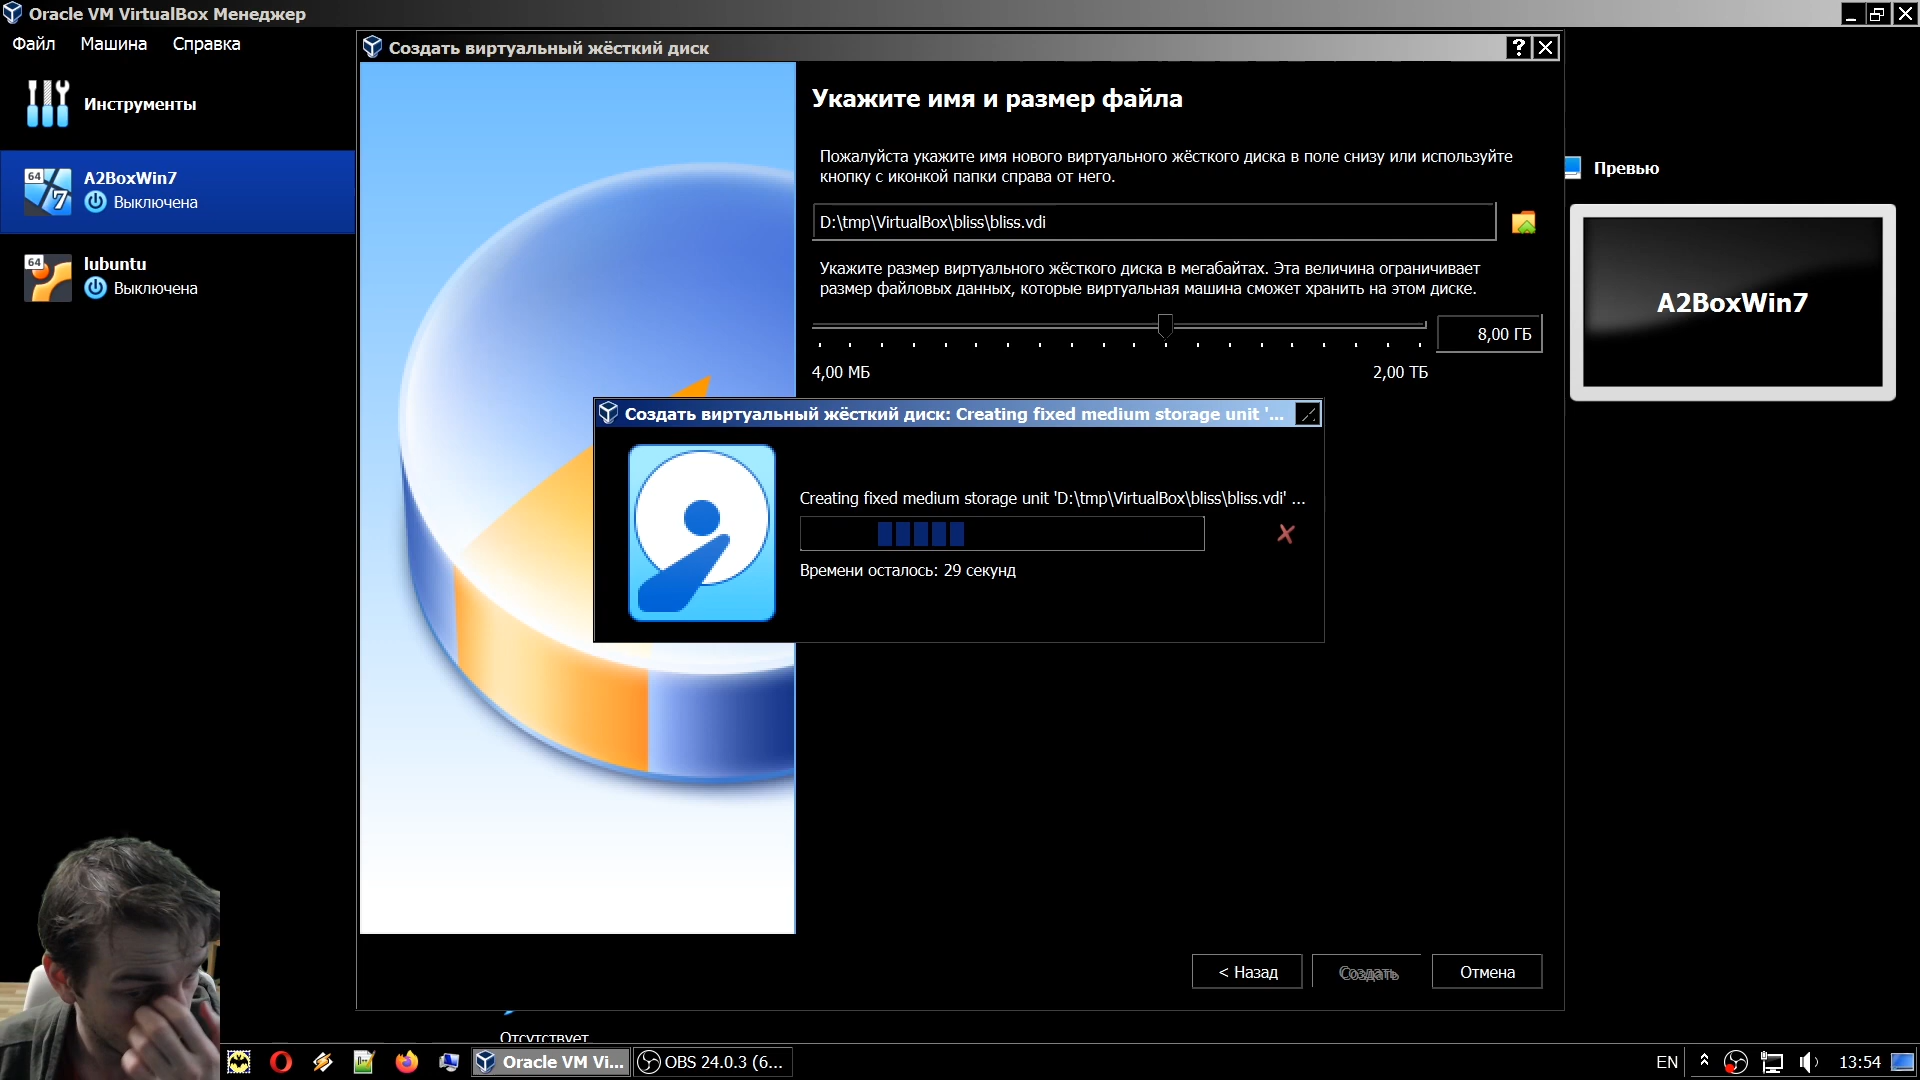 Oracle VM VirtualBox Менеджер
Файл Машина Справка
Инструменты
64
7
A2BoxWin7
Выключена
64
lubuntu
Выключена
Создать виртуальный жёсткий диск
?
Укажите имя и размер файла
Пожалуйста укажите имя нового виртуального жёсткого диска в поле снизу или используйте
кнопку с иконкой папки справа от него.
D:\tmp\VirtualBox\bliss\bliss.vdi
Укажите размер виртуального жёсткого диска в мегабайтах. Эта величина ограничивает
размер файловых данных, которые виртуальная машина сможет хранить на этом диске.
8,00 ГБ
4,00 МБ 2,00 ТБ
Создать виртуальный жёсткий диск: Creating fixed medium storage unit '...
Creating fixed medium storage unit 'D:\tmp\VirtualBox\bliss\bliss.vdi' ...
Времени осталось: 29 секунд
< Назад Создать Отмена
Превью
A2BoxWin7
Отсутствует
Oracle VM Vi... OBS 24.0.3 (6... EN 13:54